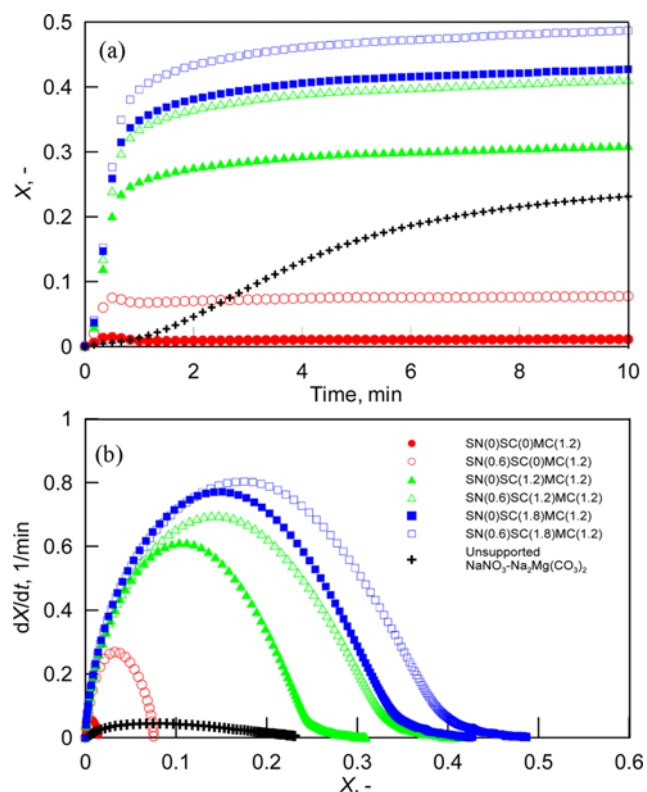 0.5
(a)
0.4
0.3
X, -
0.2
0.1
0
0 2 4 6 8 10
Time, min
1
(b)
SN(0)SC(0)MC(1.2)
SN(0.6)SC(0)MC(1.2)
0.8
SN(0)SC(1.2)MC(1.2)
SN(0.6)SC(1.2)MC(1.2)
SN(0)SC(1.8)MC(1.2)
0.6
SN(0.6)SC(1.8)MC(1.2)
Unsupported
NaNO₃-Na₂Mg(CO₃)₂
dX/dt, 1/min
0.4
0.2
0
0 0.1 0.2 0.3 0.4 0.5 0.6
X, -